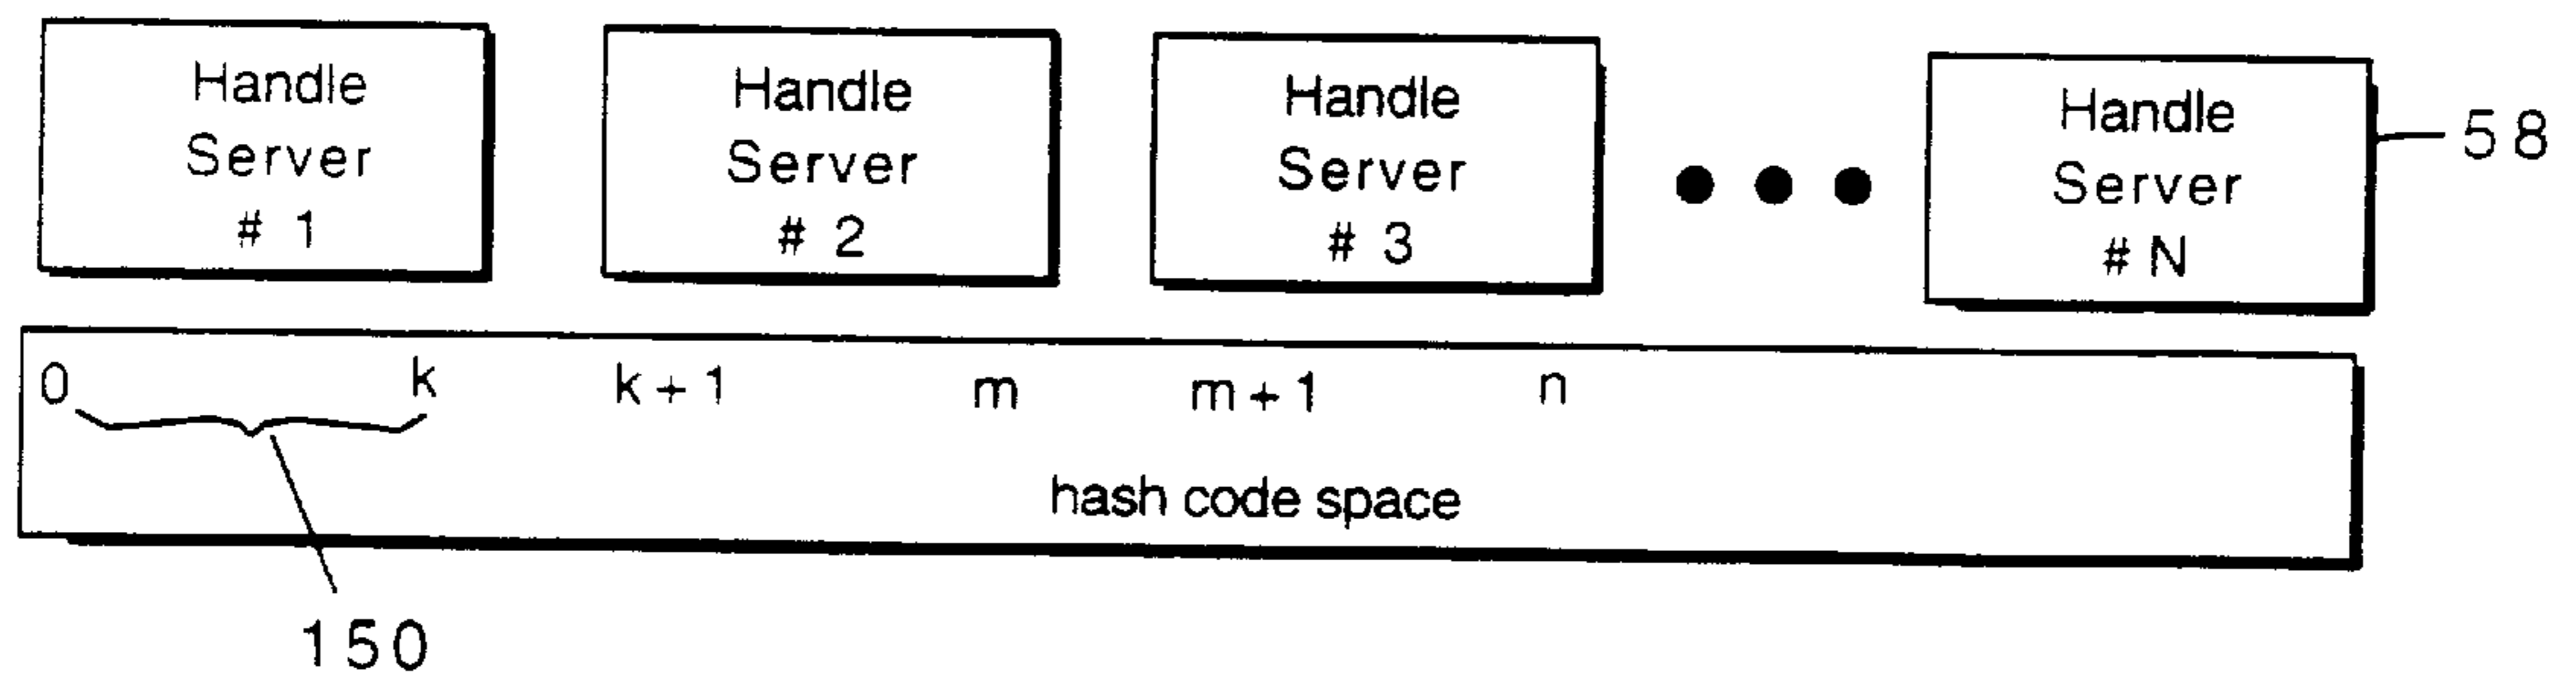 Handle
Server
# 1
Handle
Server
# 2
Handle
Server
# 3
Handle
Server
# N
58
0 k k + 1 m m + 1 n
hash code space
150